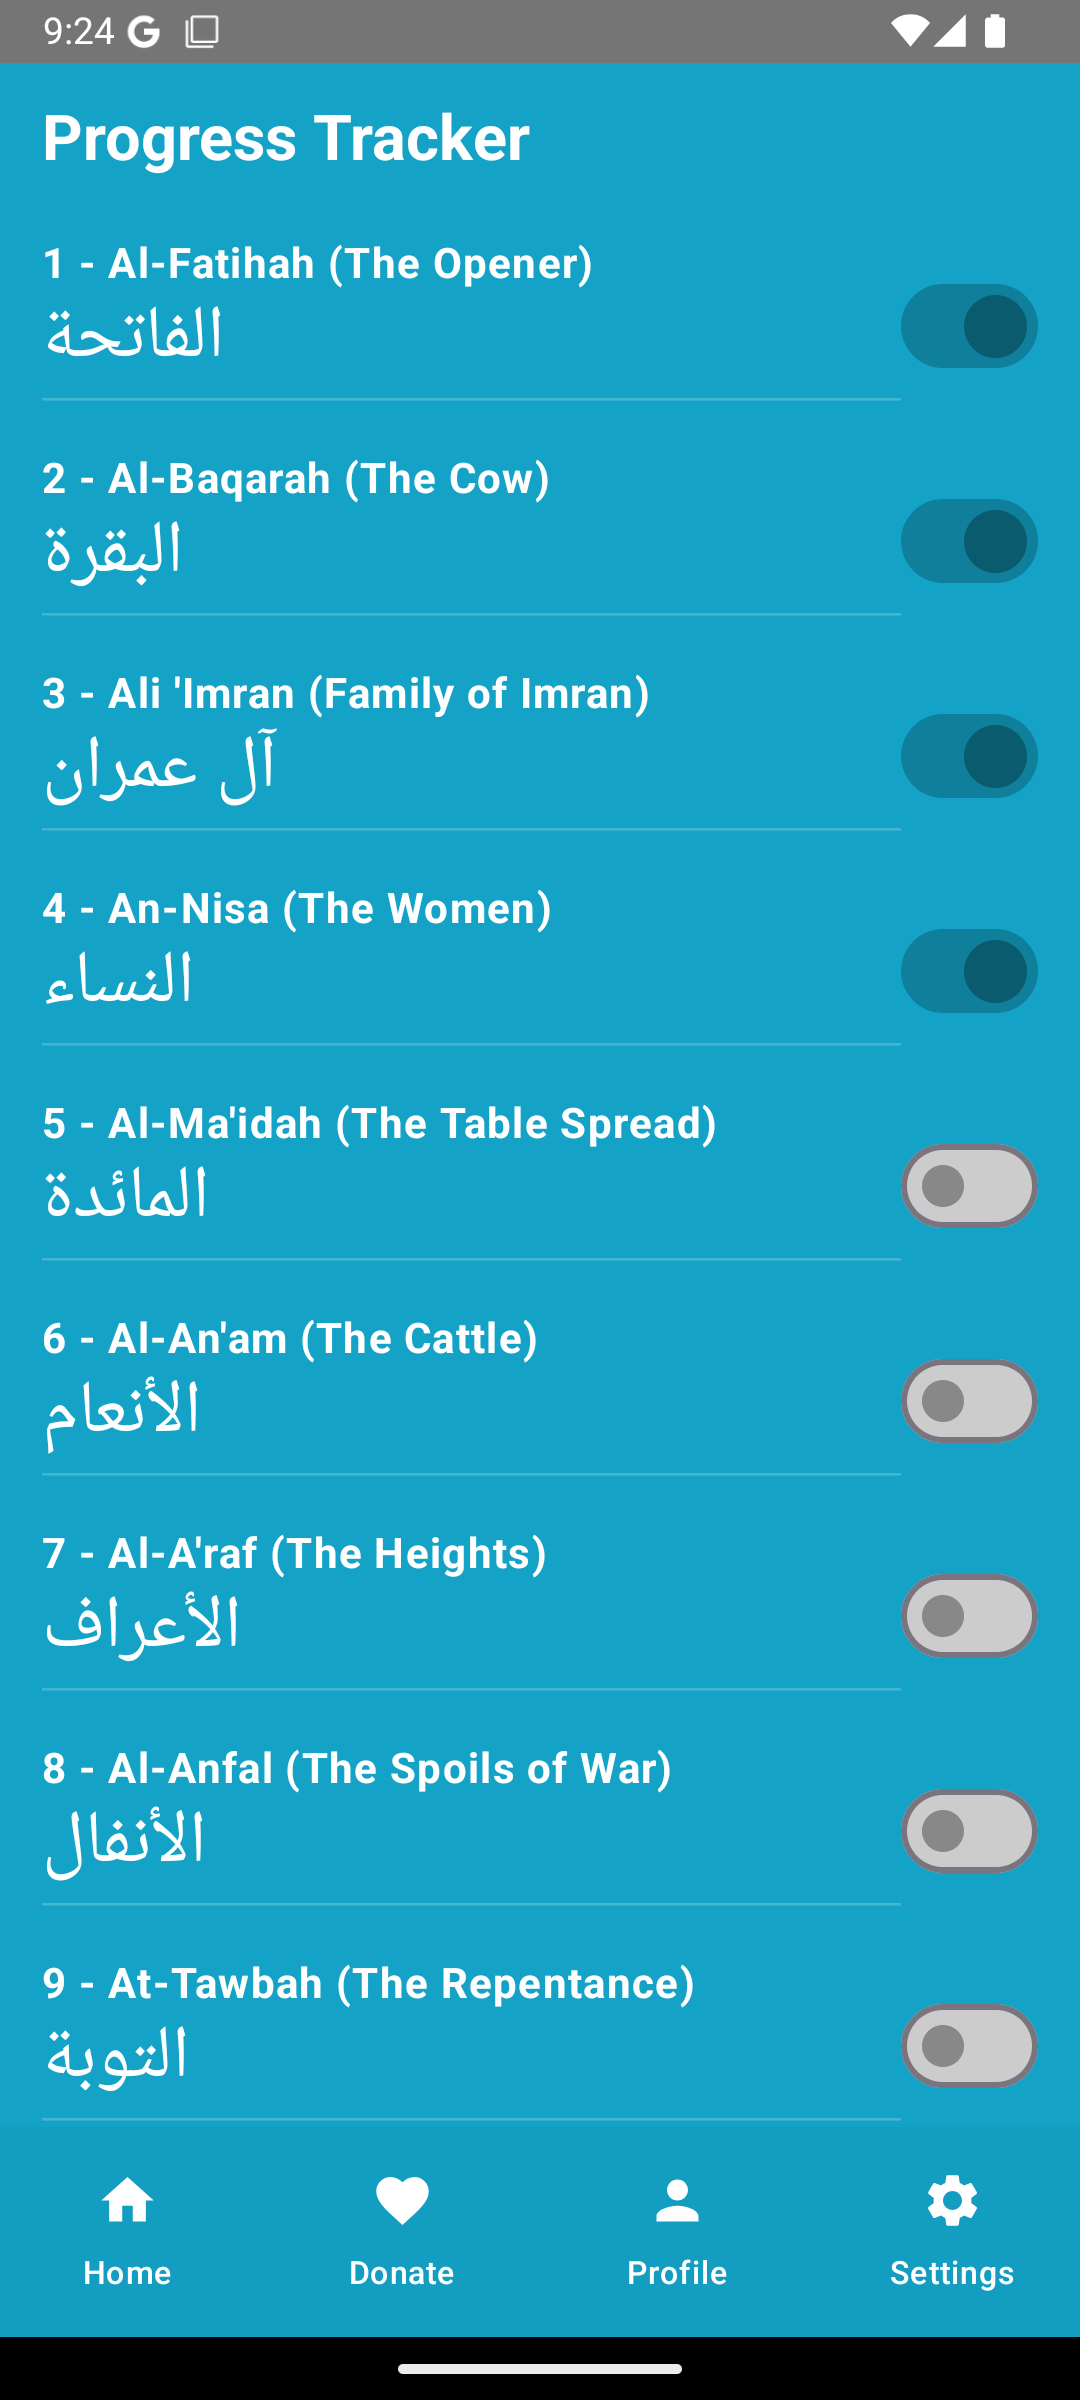 9:24
Progress Tracker
1 - Al-Fatihah (The Opener)
الفاتحة
2 - Al-Baqarah (The Cow)
البقرة
3 - Ali 'Imran (Family of Imran)
آل عمران
4 - An-Nisa (The Women)
النساء
5 - Al-Ma'idah (The Table Spread)
المائدة
6 - Al-An'am (The Cattle)
الأنعام
7 - Al-A'raf (The Heights)
الأعراف
8 - Al-Anfal (The Spoils of War)
الأنفال
9 - At-Tawbah (The Repentance)
التوبة
Home Donate Profile Settings